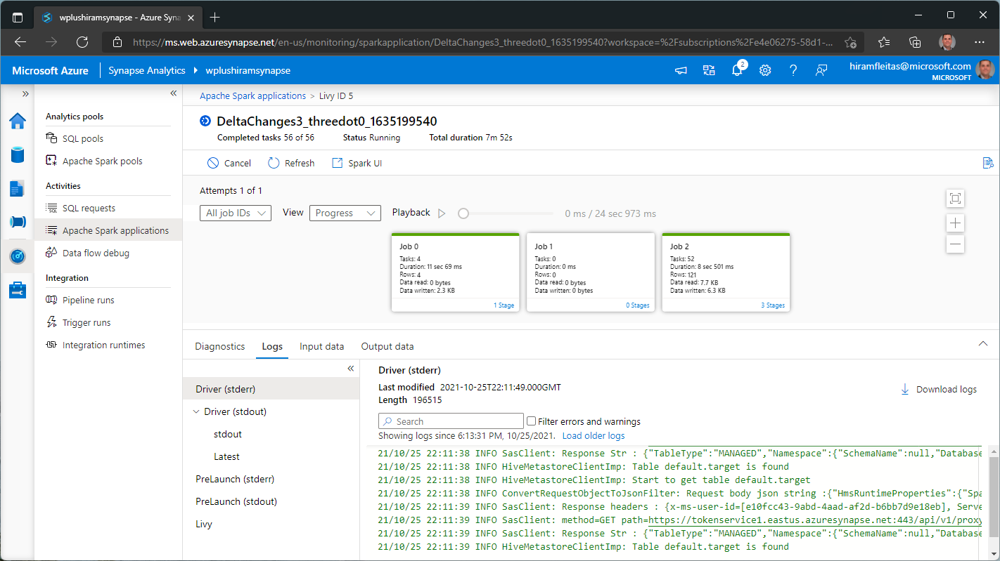 wplushiramsynapse - Azure Syna
https://ms.web.azuresynapse.net/en-us/monitoring/sparkapplication/DeltaChanges3_threedot0_1635199540?workspace=%2Fsubscriptions%2Fe4e06275-58d1-...
Microsoft Azure
Synapse Analytics
wplushiramsynapse
2
hiramfleitas@microsoft.com
MICROSOFT
Analytics pools
SQL pools
Apache Spark pools
Activities
SQL requests
Apache Spark applications
Data flow debug
Integration
Pipeline runs
Trigger runs
Integration runtimes
Apache Spark applications > Livy ID 5
DeltaChanges3_threedot0_1635199540
Completed tasks 56 of 56 Status Running Total duration 7m 52s
Cancel Refresh Spark UI
Attempts 1 of 1
All job IDs View Progress Playback 0 ms / 24 sec 973 ms
Job 0
Tasks: 4
Duration: 11 sec 69 ms
Rows: 4
Data read: 0 bytes
Data written: 2.3 KB
1 Stage
Job 1
Tasks: 0
Duration: 0 ms
Rows: 0
Data read: 0 bytes
Data written: 0 bytes
0 Stages
Job 2
Tasks: 52
Duration: 8 sec 501 ms
Rows: 121
Data read: 7.7 KB
Data written: 6.3 KB
3 Stages
Diagnostics Logs Input data Output data
Driver (stderr)
Driver (stdout)
stdout
Latest
PreLaunch (stderr)
PreLaunch (stdout)
Livy
Driver (stderr)
Last modified 2021-10-25T22:11:49.000GMT
Length 196515
Download logs
Search
Filter errors and warnings
Showing logs since 6:13:31 PM, 10/25/2021. Load older logs
21/10/25 22:11:38 INFO SasClient: Response Str : {"TableType":"MANAGED","Namespace":{"SchemaName":null,"Database
21/10/25 22:11:38 INFO HiveMetastoreClientImp: Table default.target is found
21/10/25 22:11:38 INFO HiveMetastoreClientImp: Start to get table default.target
21/10/25 22:11:38 INFO ConvertRequestObjectToJsonFilter: Request body json string :{"HmsRuntimeProperties":{"Spa
21/10/25 22:11:39 INFO SasClient: Response headers : {x-ms-user-id=[e10fcc43-9abd-4aad-af2d-b6bb7d9e18eb], Serve
21/10/25 22:11:39 INFO SasClient: method=GET path=https://tokenservice1.eastus.azuresynapse.net:443/api/v1/proxy
21/10/25 22:11:39 INFO SasClient: Response Str : {"TableType":"MANAGED","Namespace":{"SchemaName":null,"Database
21/10/25 22:11:39 INFO HiveMetastoreClientImp: Table default.target is found